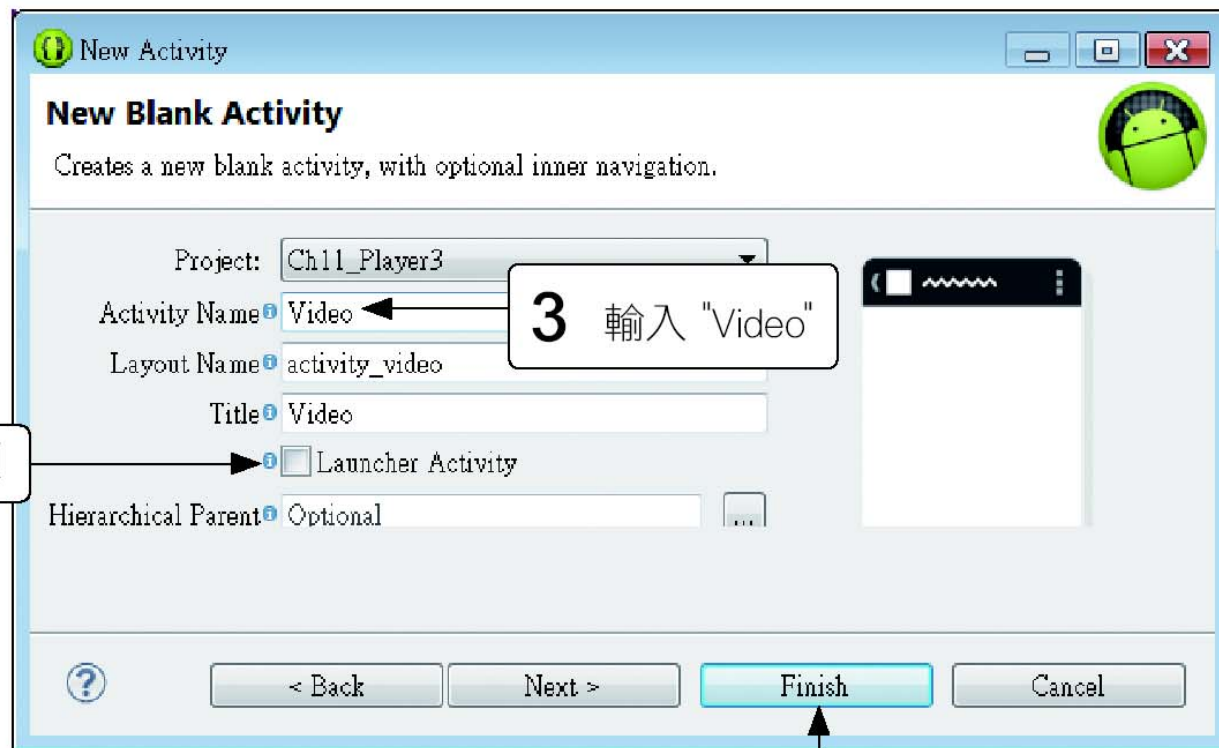 New Activity
New Blank Activity
Creates a new blank activity, with optional inner navigation.
Project: Ch11_Player3
Activity Name Video
3 輸入 "Video"
Layout Name activity_video
Title Video
Launcher Activity
Hierarchical Parent Optional ...
< Back Next > Finish Cancel